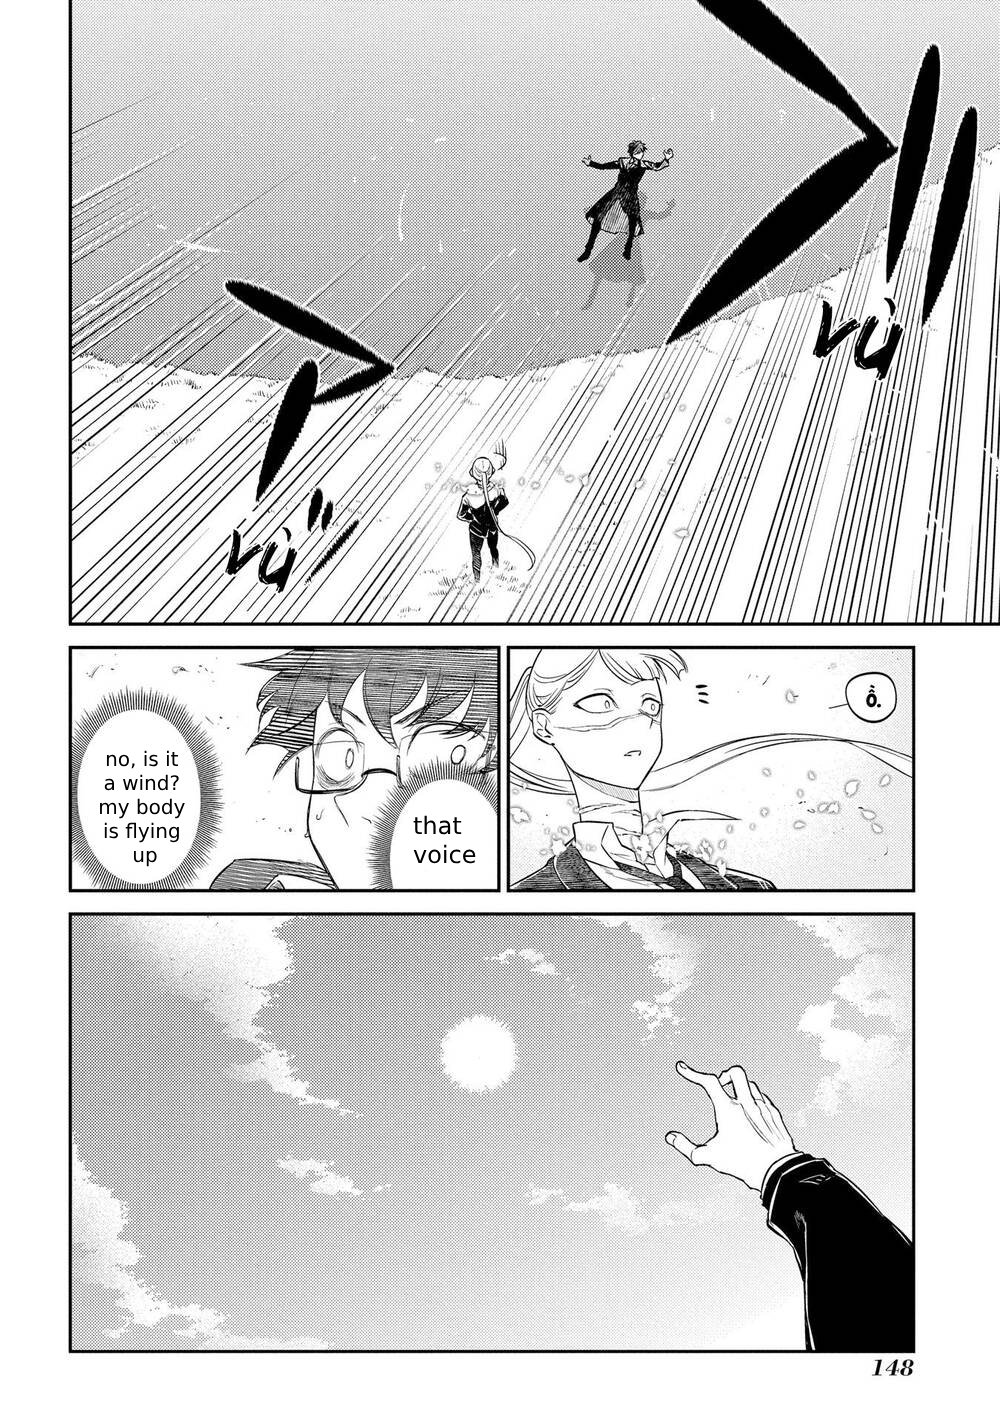 vù
vù
ồ.
that
voice
no, is it
a wind?
my body
is flying
up
148